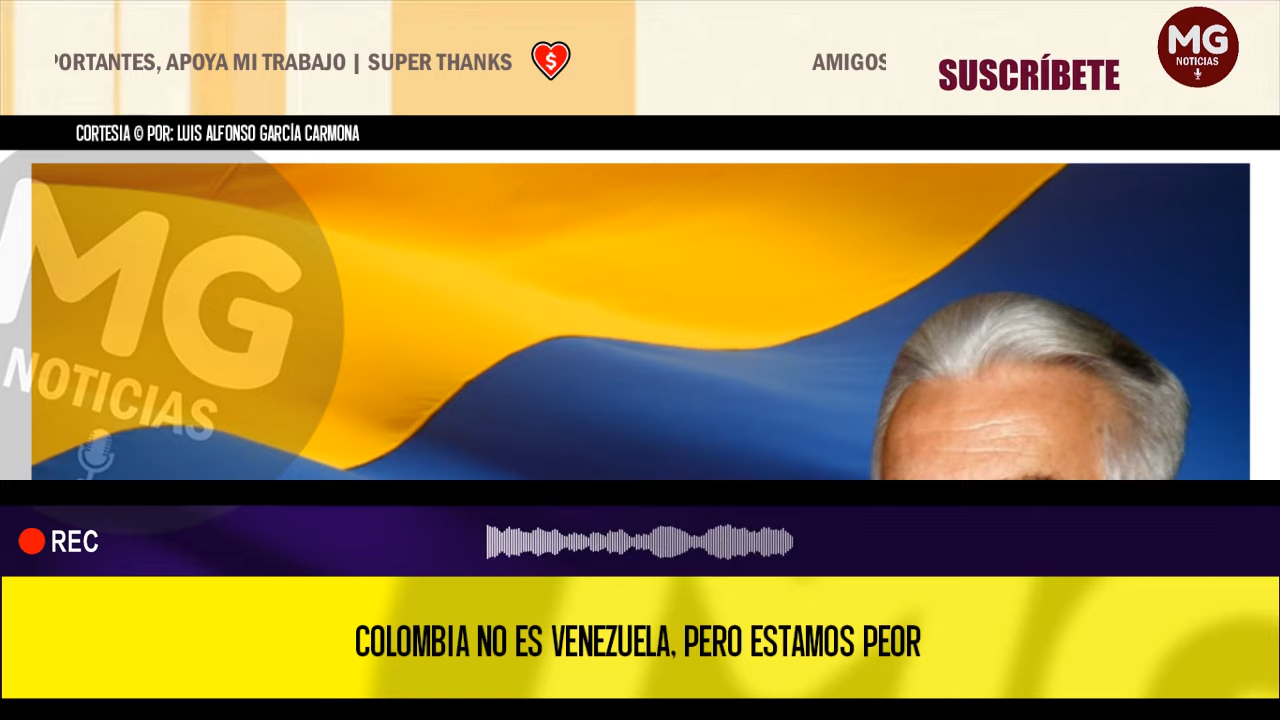 PORTANTES, APOYA MI TRABAJO | SUPER THANKS
AMIGOS
SUSCRÍBETE
MG
NOTICIAS
CORTESIA © POR: LUIS ALFONSO GARCÍA CARMONA
MG
NOTICIAS
REC
COLOMBIA NO ES VENEZUELA, PERO ESTAMOS PEOR